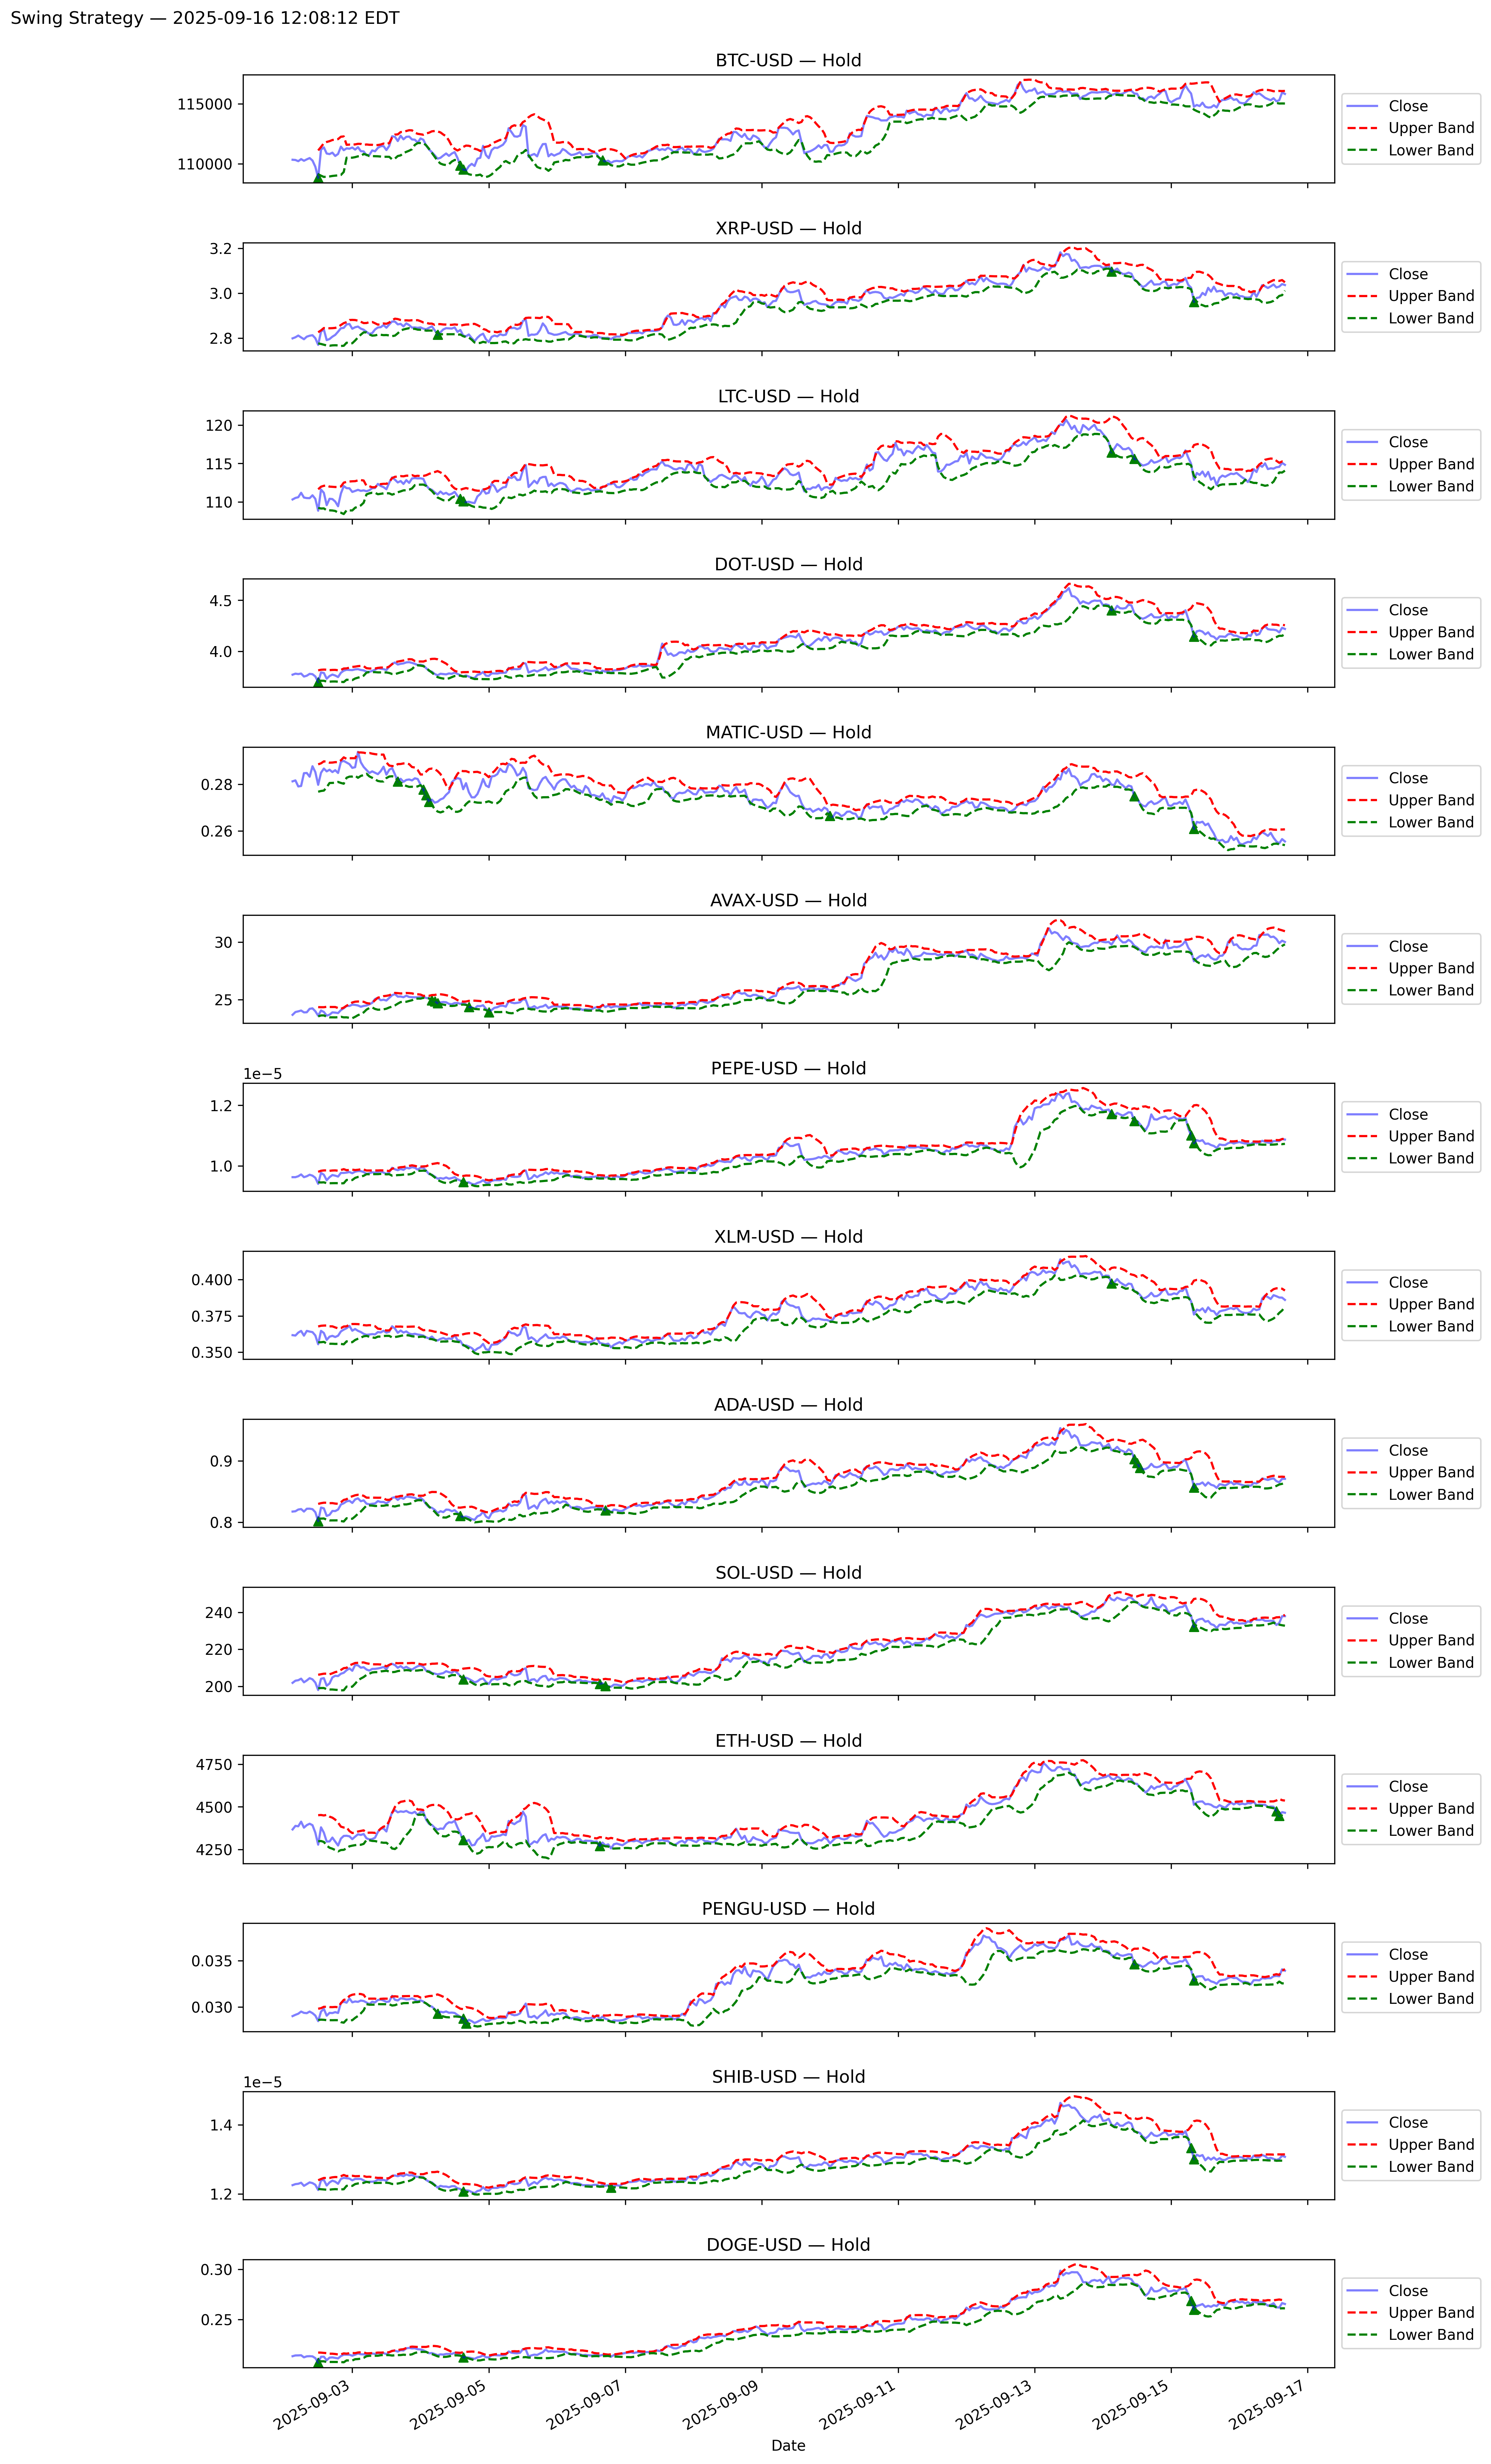 Swing Strategy — 2025-09-16 12:08:12 EDT
BTC-USD — Hold
115000
110000
Close
Upper Band
Lower Band
XRP-USD — Hold
3.2
3.0
2.8
Close
Upper Band
Lower Band
LTC-USD — Hold
120
115
110
Close
Upper Band
Lower Band
DOT-USD — Hold
4.5
4.0
Close
Upper Band
Lower Band
MATIC-USD — Hold
0.28
0.26
Close
Upper Band
Lower Band
AVAX-USD — Hold
30
25
Close
Upper Band
Lower Band
PEPE-USD — Hold
1e−5
1.2
1.0
Close
Upper Band
Lower Band
XLM-USD — Hold
0.400
0.375
0.350
Close
Upper Band
Lower Band
ADA-USD — Hold
0.9
0.8
Close
Upper Band
Lower Band
SOL-USD — Hold
240
220
200
Close
Upper Band
Lower Band
ETH-USD — Hold
4750
4500
4250
Close
Upper Band
Lower Band
PENGU-USD — Hold
0.035
0.030
Close
Upper Band
Lower Band
SHIB-USD — Hold
1e−5
1.4
1.2
Close
Upper Band
Lower Band
DOGE-USD — Hold
0.30
0.25
Close
Upper Band
Lower Band
2025-09-03
2025-09-05
2025-09-07
2025-09-09
2025-09-11
2025-09-13
2025-09-15
2025-09-17
Date